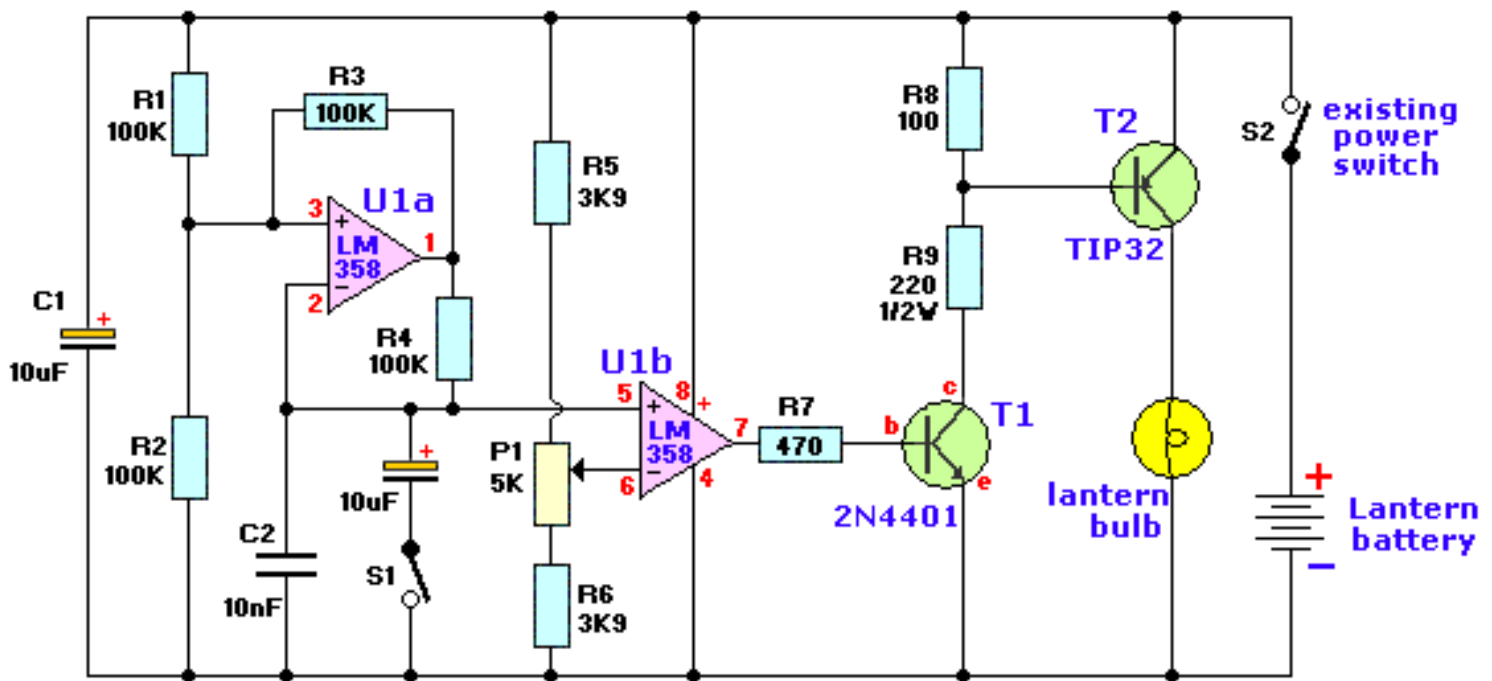 R1
100K
R3
100K
U1a
3
+
LM
358
1
2
−
C1
+
10uF
R4
100K
R2
100K
C2
10nF
+
10uF
S1
R5
3K9
P1
5K
R6
3K9
U1b
5
8
+
+
LM
358
7
−
6
4
R7
470
b
c
e
T1
2N4401
R8
100
R9
220
1/2W
T2
TIP32
lantern
bulb
S2
existing
power
switch
+
Lantern
battery
−